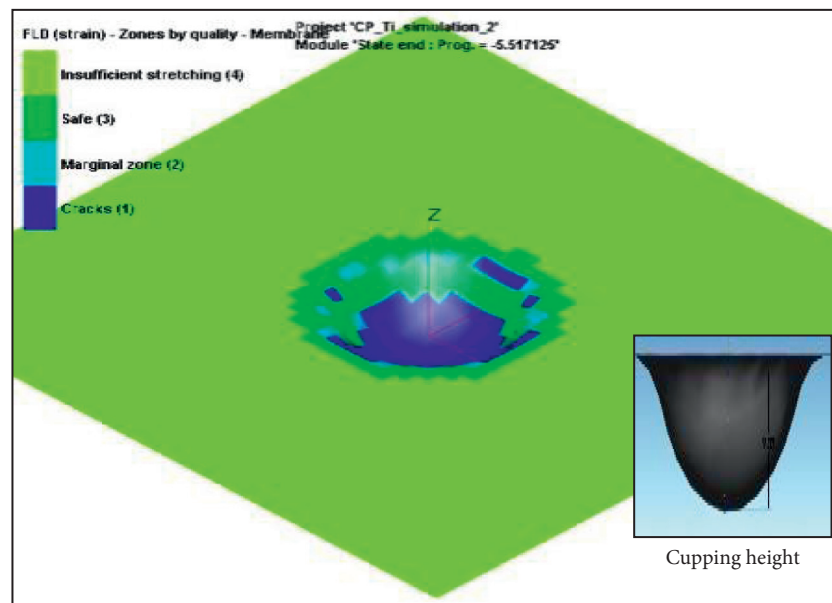 FLD (strain) - Zones by quality - Membrane
Project "CP_Ti_simulation_2"
Module "State end : Prog. = -5.517125"
Insufficient stretching (4)
Safe (3)
Marginal zone (2)
Cracks (1)
Z
Cupping height